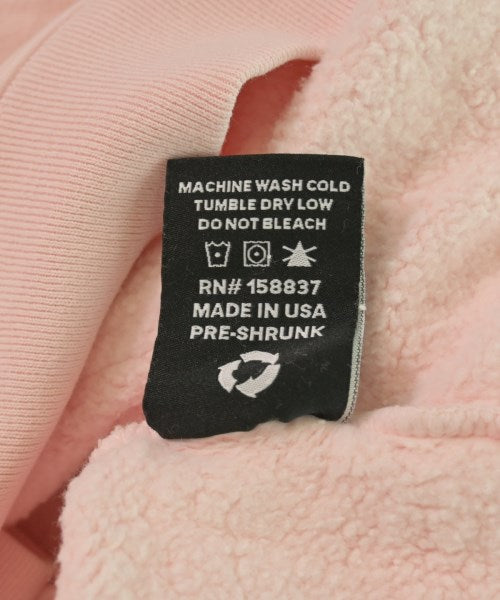 MACHINE WASH COLD
TUMBLE DRY LOW
DO NOT BLEACH
RN# 158837
MADE IN USA
PRE-SHRUNK